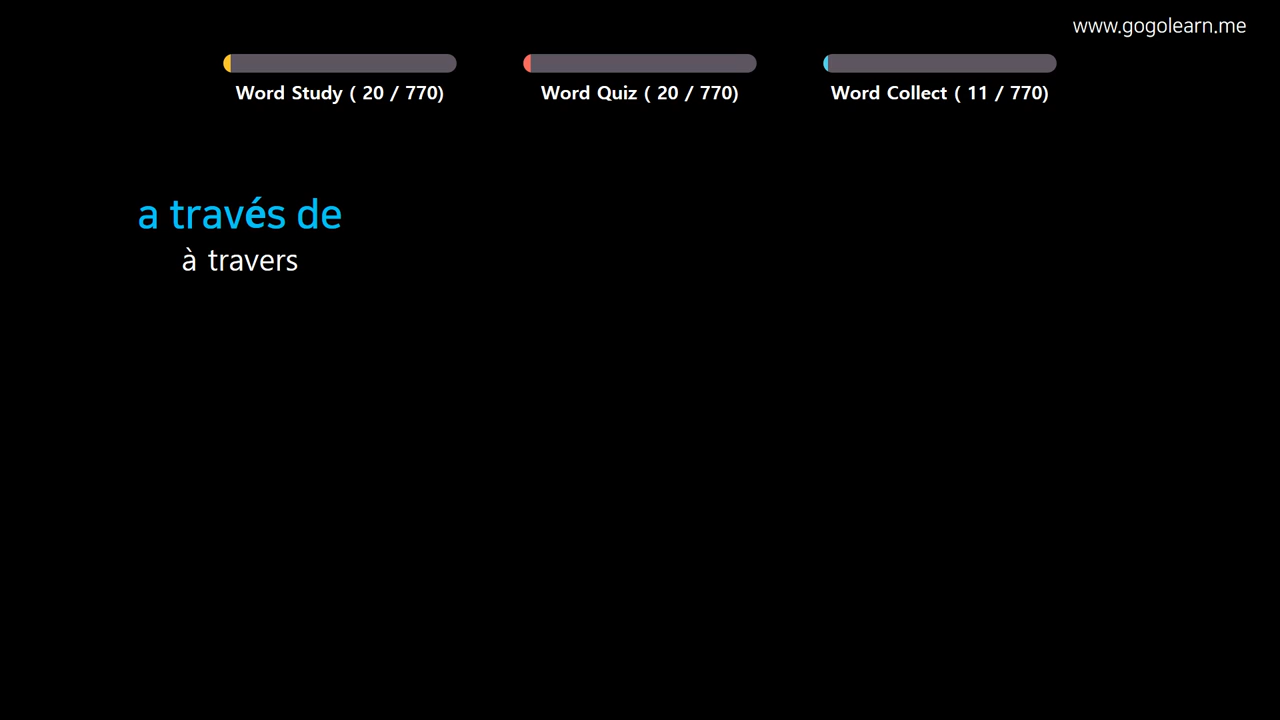 www.gogolearn.me
Word Study ( 20 / 770)
Word Quiz ( 20 / 770)
Word Collect ( 11 / 770)
a través de
à travers